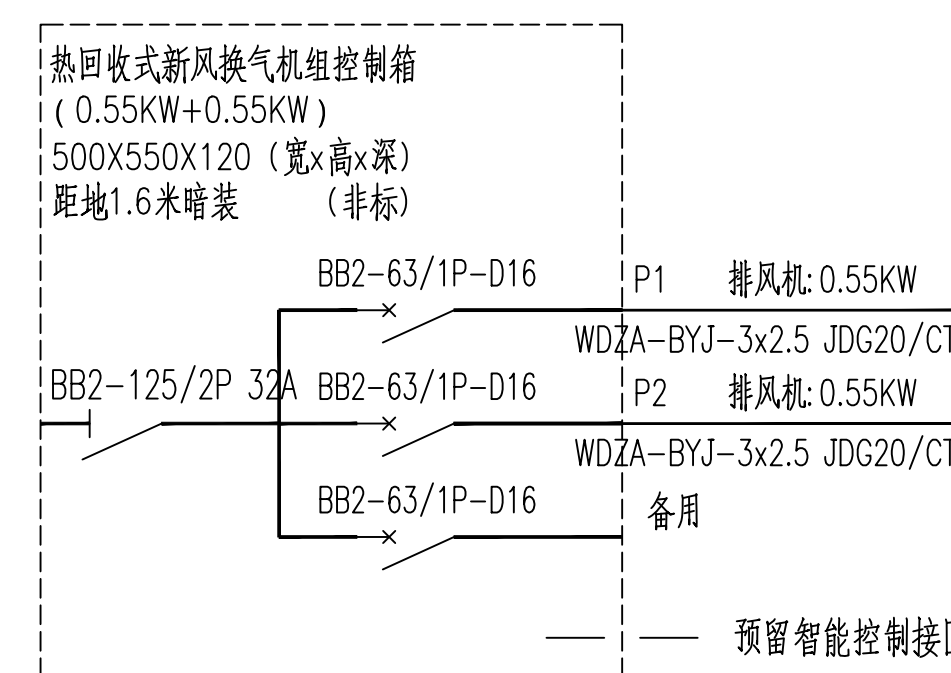 热回收式新风换气机组控制箱
(0.55KW+0.55KW)
500X550X120 (宽x高x深)
距地1.6米暗装 (非标)
BB2-63/1P-D16
P1 排风机:0.55KW
WDZA-BYJ-3x2.5 JDG20/CT
BB2-125/2P 32A
BB2-63/1P-D16
P2 排风机:0.55KW
WDZA-BYJ-3x2.5 JDG20/CT
BB2-63/1P-D16
备用
预留智能控制接